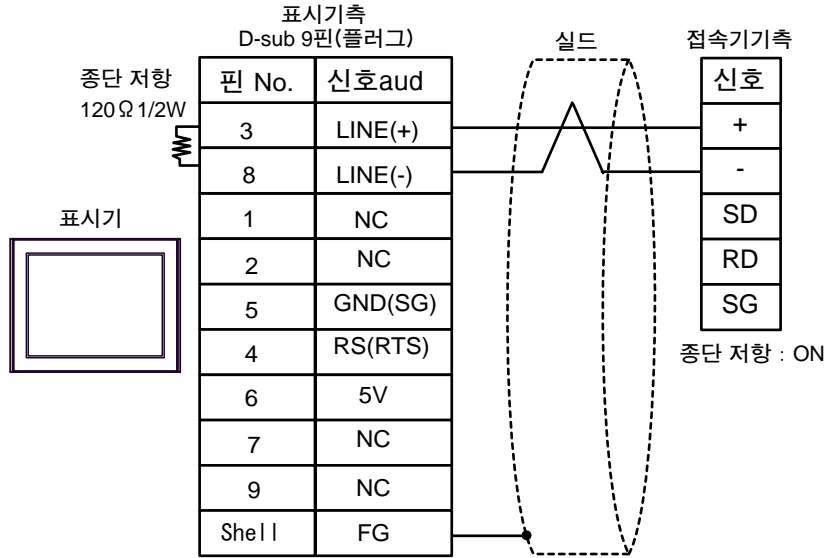 표시기측
D-sub 9핀(플러그)
실드
접속기기측
종단 저항
120Ω1/2W
핀 No. 신호aud
신호
3 LINE(+)
+
8 LINE(-)
-
표시기
1 NC
SD
2 NC
RD
5 GND(SG)
SG
4 RS(RTS)
종단 저항 : ON
6 5V
7 NC
9 NC
Shell FG